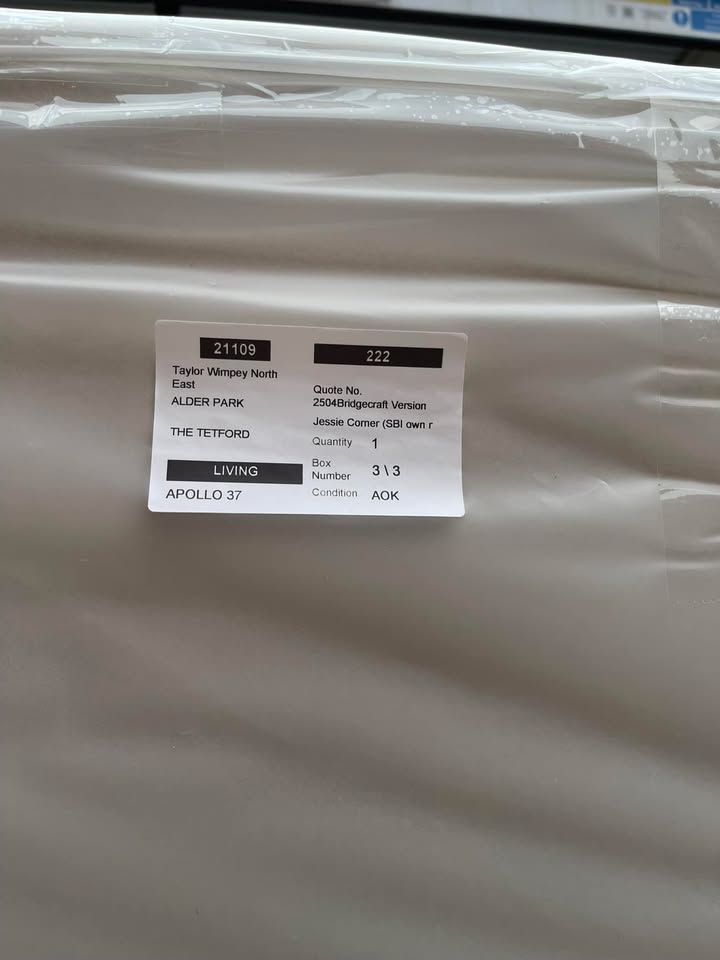 21109
Taylor Wimpey North
East
ALDER PARK
THE TETFORD
LIVING
APOLLO 37
222
Quote No.
2504Bridgecraft Version
Jessie Corner (SBI own r
Quantity 1
Box
Number 3 \ 3
Condition AOK